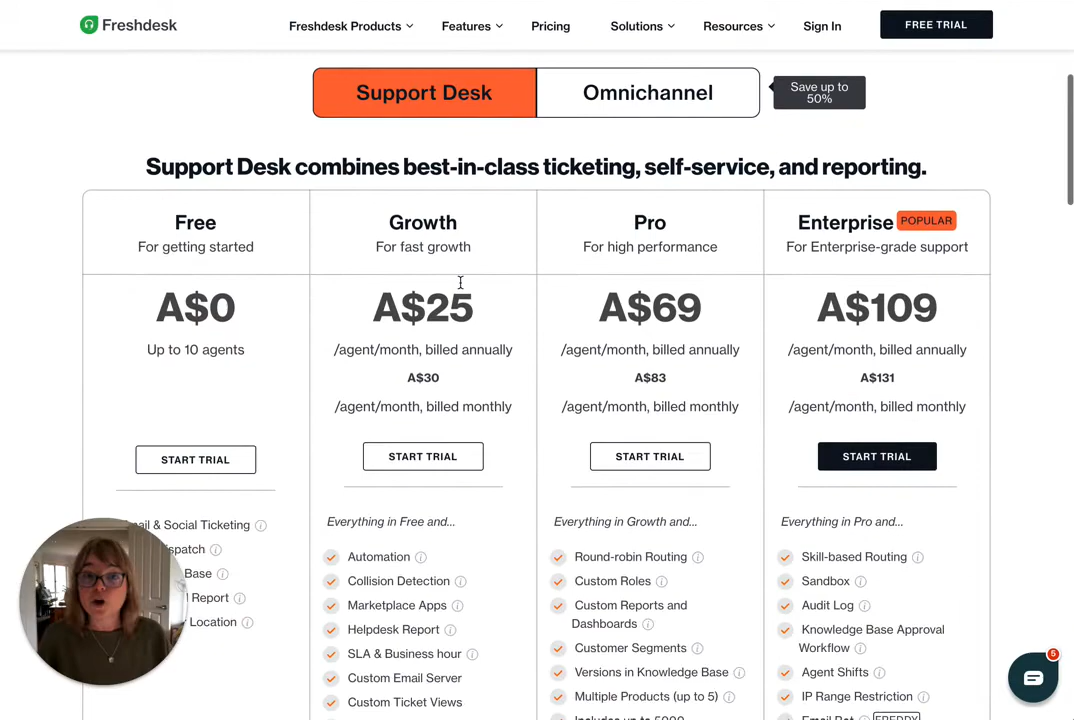 Freshdesk
Freshdesk Products
Features
Pricing
Solutions
Resources
Sign In
FREE TRIAL
Support Desk
Omnichannel
Save up to
50%
Support Desk combines best-in-class ticketing, self-service, and reporting.
Free
For getting started
A$0
Up to 10 agents
START TRIAL
ail & Social Ticketing
spatch
Base
Report
Location
Growth
For fast growth
A$25
/agent/month, billed annually
A$30
/agent/month, billed monthly
START TRIAL
Everything in Free and...
Automation
Collision Detection
Marketplace Apps
Helpdesk Report
SLA & Business hour
Custom Email Server
Custom Ticket Views
Pro
For high performance
A$69
/agent/month, billed annually
A$83
/agent/month, billed monthly
START TRIAL
Everything in Growth and...
Round-robin Routing
Custom Roles
Custom Reports and
Dashboards
Customer Segments
Versions in Knowledge Base
Multiple Products (up to 5)
Includes up to 5000
Enterprise POPULAR
For Enterprise-grade support
A$109
/agent/month, billed annually
A$131
/agent/month, billed monthly
START TRIAL
Everything in Pro and...
Skill-based Routing
Sandbox
Audit Log
Knowledge Base Approval
Workflow
Agent Shifts
IP Range Restriction
Email Bot FREDDY
5